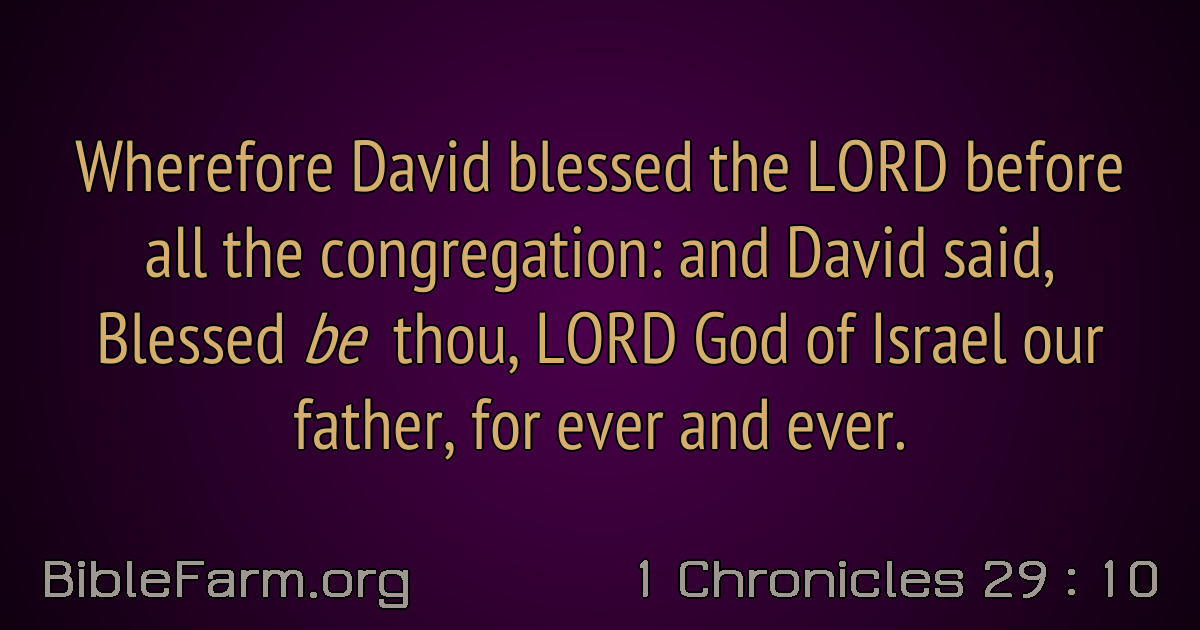 Wherefore David blessed the LORD before
all the congregation: and David said,
Blessed be thou, LORD God of Israel our
father, for ever and ever.
BibleFarm.org
1 Chronicles 29 : 10